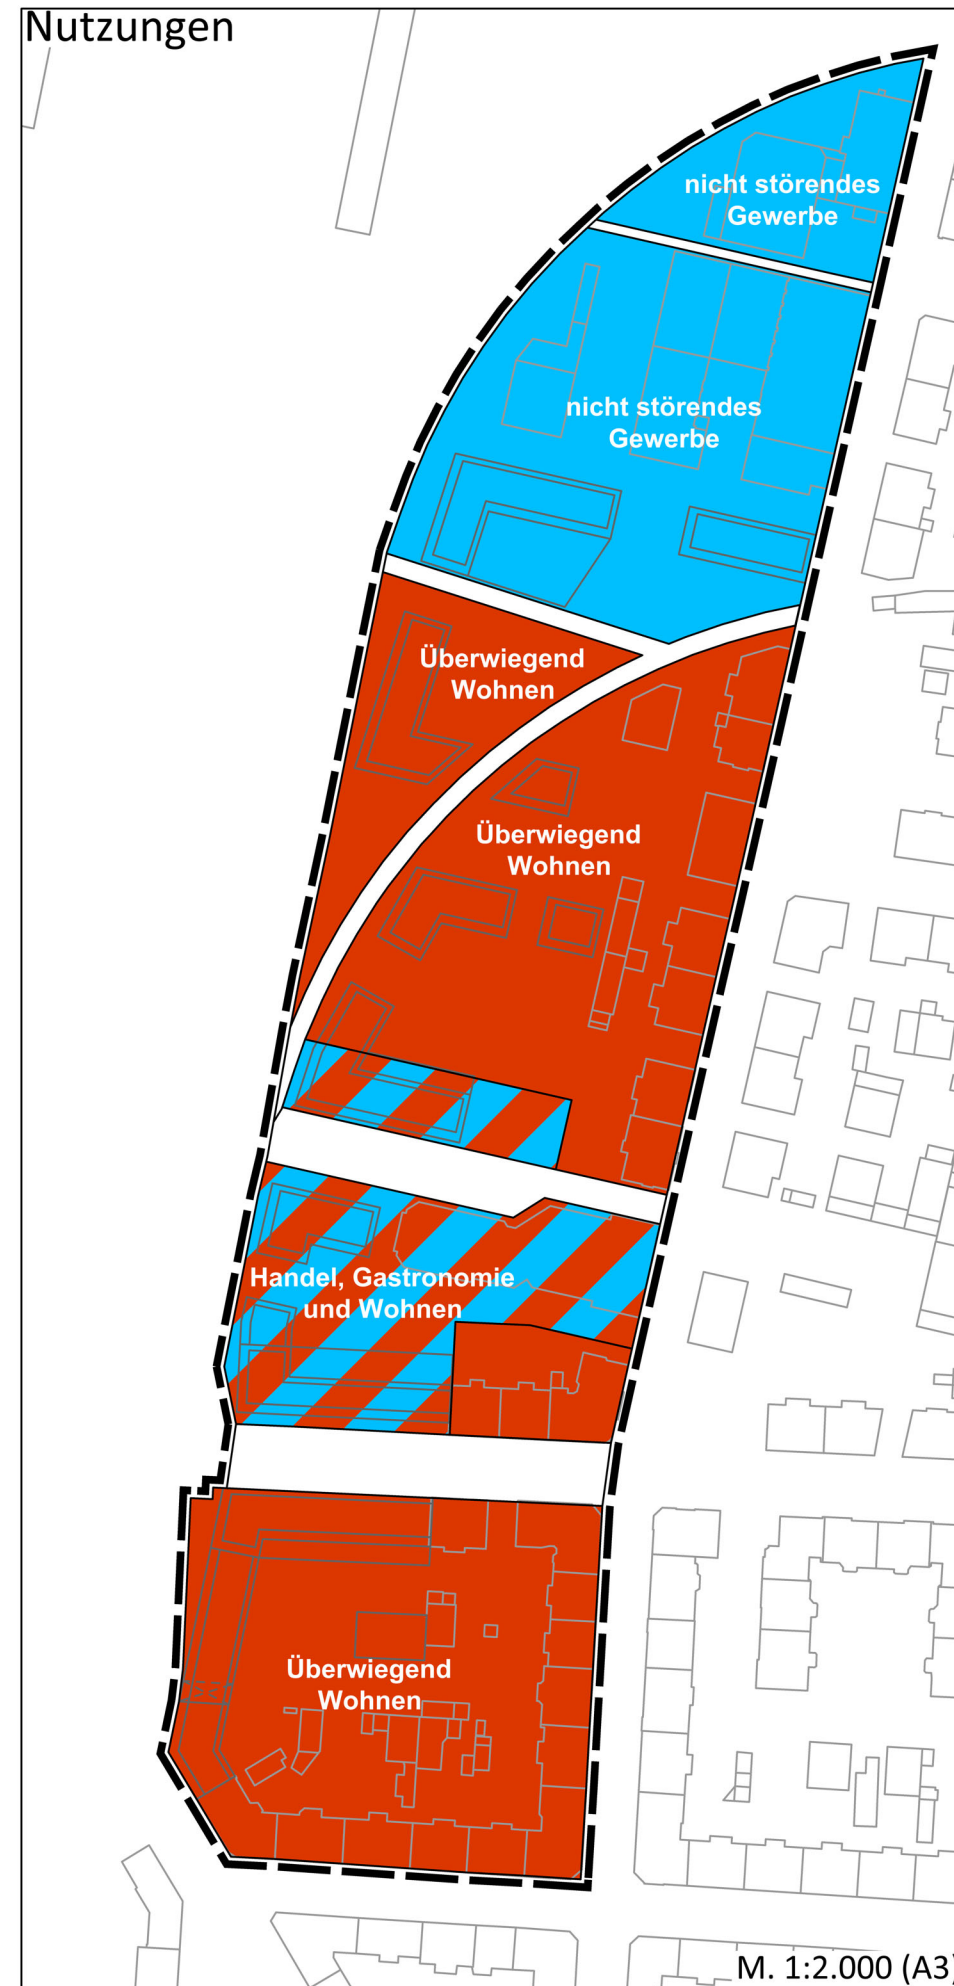 Nutzungen
nicht störendes
Gewerbe
nicht störendes
Gewerbe
Überwiegend
Wohnen
Überwiegend
Wohnen
Handel, Gastronomie
und Wohnen
Überwiegend
Wohnen
M. 1:2.000 (A3)